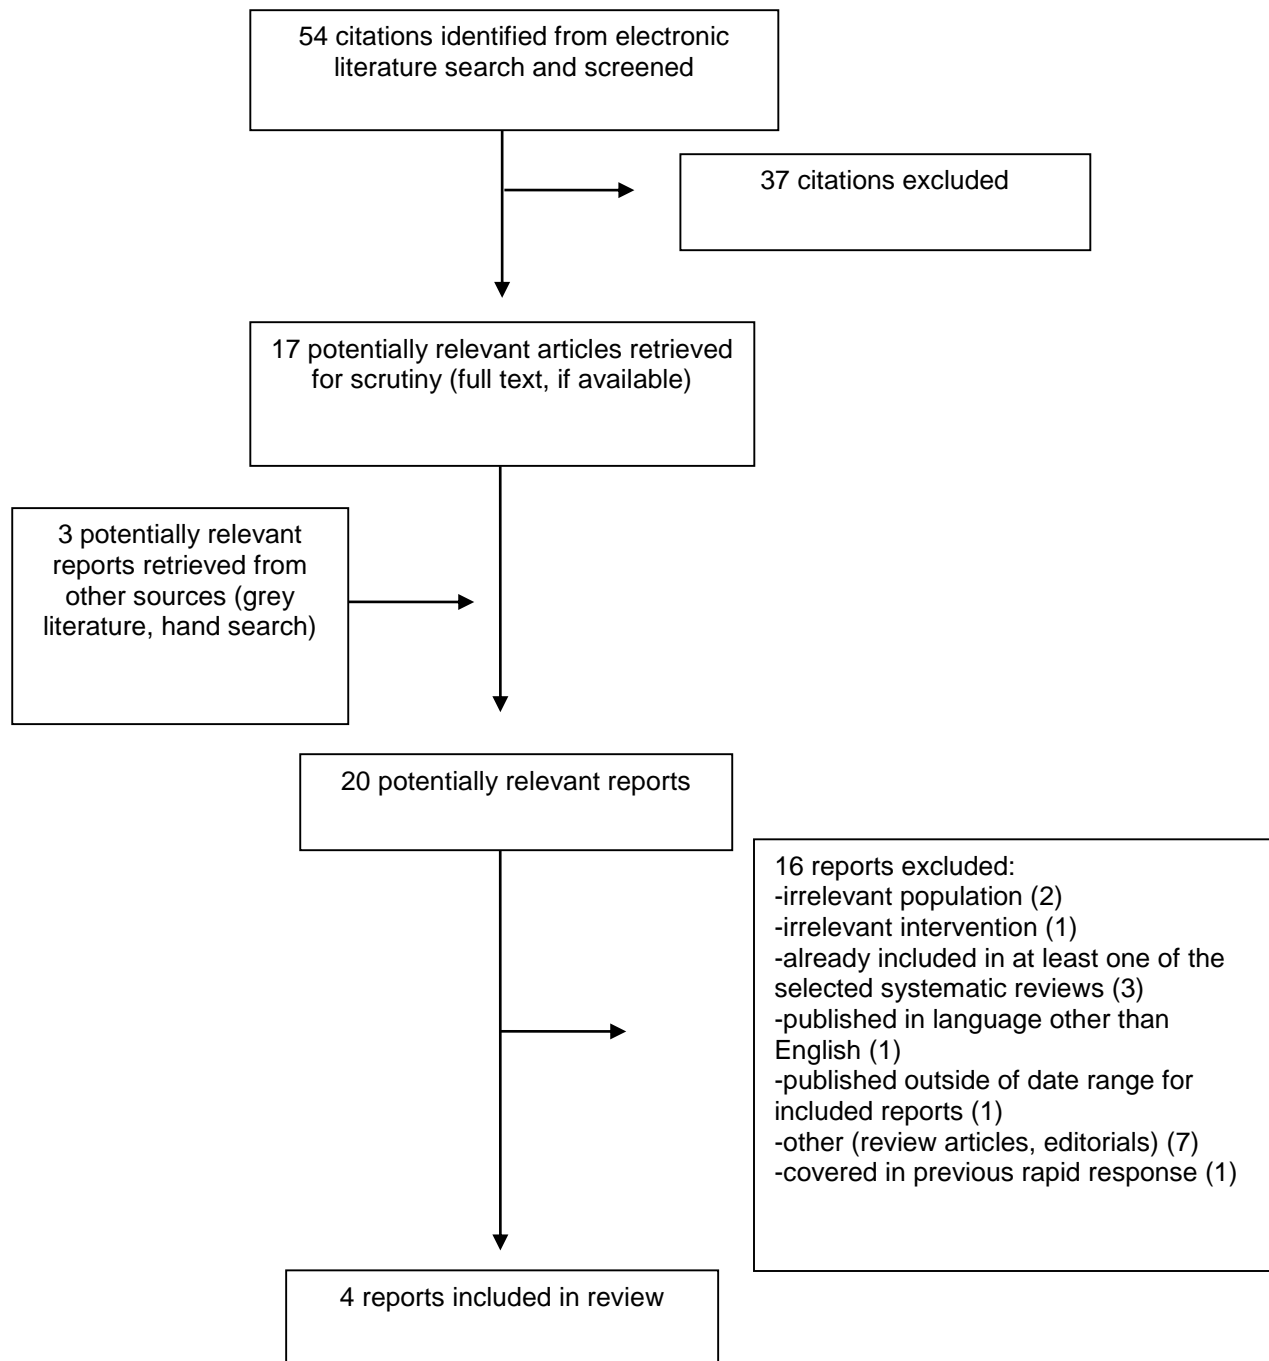 54 citations identified from electronic
literature search and screened
37 citations excluded
17 potentially relevant articles retrieved
for scrutiny (full text, if available)
3 potentially relevant
reports retrieved from
other sources (grey
literature, hand search)
20 potentially relevant reports
16 reports excluded:
-irrelevant population (2)
-irrelevant intervention (1)
-already included in at least one of the
selected systematic reviews (3)
-published in language other than
English (1)
-published outside of date range for
included reports (1)
-other (review articles, editorials) (7)
-covered in previous rapid response (1)
4 reports included in review